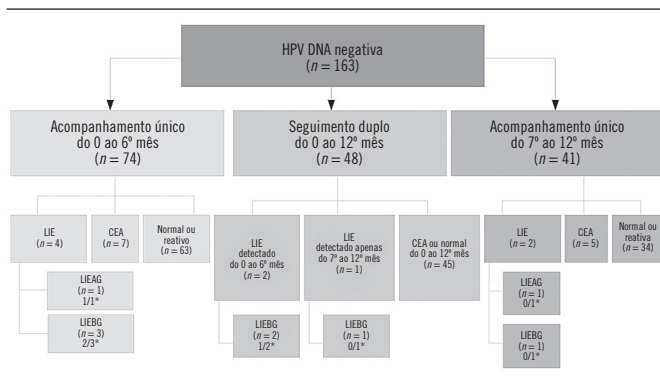 HPV DNA negativa
(n = 163)
Acompanhamento único
do 0 ao 6º mês
(n = 74)
Seguimento duplo
do 0 ao 12º mês
(n = 48)
Acompanhamento único
do 7º ao 12º mês
(n = 41)
LIE
(n = 4)
CEA
(n = 7)
Normal ou
reativo
(n = 63)
LIE
detectado
do 0 ao 6º mês
(n = 2)
LIE
detectado apenas
do 7º ao 12º mês
(n = 1)
CEA ou normal
do 0 ao 12º mês
(n = 45)
LIE
(n = 2)
CEA
(n = 5)
Normal ou
reativa
(n = 34)
LIEAG
(n = 1)
1/1*
LIEBG
(n = 3)
2/3*
LIEBG
(n = 2)
1/2*
LIEBG
(n = 1)
0/1*
LIEAG
(n = 1)
0/1*
LIEBG
(n = 1)
0/1*